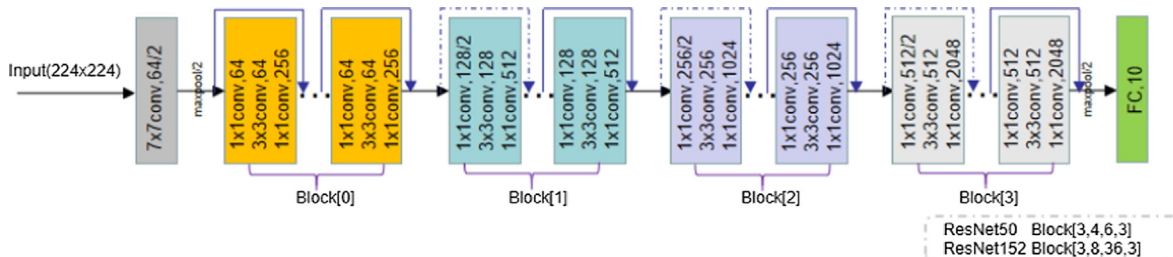 Input(224x224)
7x7conv,64/2
maxpool/2
1x1conv,64
3x3conv,64
1x1conv,256
...
1x1conv,64
3x3conv,64
1x1conv,256
Block[0]
1x1conv,128/2
3x3conv,128
1x1conv,512
...
1x1conv,128
3x3conv,128
1x1conv,512
Block[1]
1x1conv,256/2
3x3conv,256
1x1conv,1024
...
1x1conv,256
3x3conv,256
1x1conv,1024
Block[2]
1x1conv,512/2
3x3conv,512
1x1conv,2048
...
1x1conv,512
3x3conv,512
1x1conv,2048
Block[3]
maxpool/2
FC,10
ResNet50 Block[3,4,6,3]
ResNet152 Block[3,8,36,3]